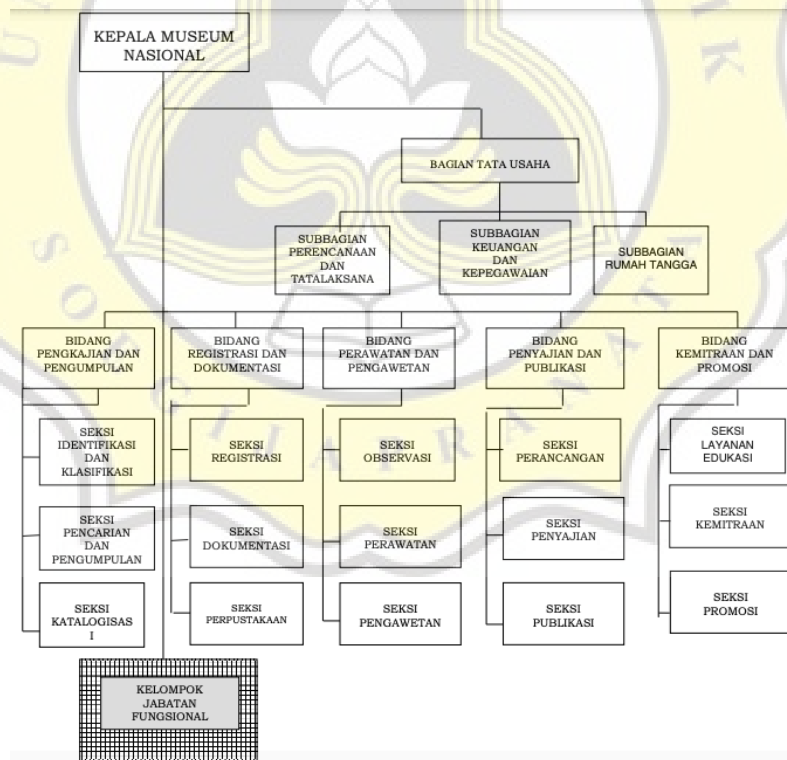 KEPALA MUSEUM
NASIONAL
BAGIAN TATA USAHA
SUBBAGIAN
PERENCANAAN
DAN
TATALAKSANA
SUBBAGIAN
KEUANGAN
DAN
KEPEGAWAIAN
SUBBAGIAN
RUMAH TANGGA
BIDANG
PENGKAJIAN DAN
PENGUMPULAN
BIDANG
REGISTRASI DAN
DOKUMENTASI
BIDANG
PERAWATAN DAN
PENGAWETAN
BIDANG
PENYAJIAN DAN
PUBLIKASI
BIDANG
KEMITRAAN DAN
PROMOSI
SEKSI
IDENTIFIKASI
DAN
KLASIFIKASI
SEKSI
REGISTRASI
SEKSI
OBSERVASI
SEKSI
PERANCANGAN
SEKSI
LAYANAN
EDUKASI
SEKSI
PENCARIAN
DAN
PENGUMPULAN
SEKSI
DOKUMENTASI
SEKSI
PERAWATAN
SEKSI
PENYAJIAN
SEKSI
KEMITRAAN
SEKSI
KATALOGISAS
I
SEKSI
PERPUSTAKAAN
SEKSI
PENGAWETAN
SEKSI
PUBLIKASI
SEKSI
PROMOSI
KELOMPOK
JABATAN
FUNGSIONAL
SOEGIJAPRANATA